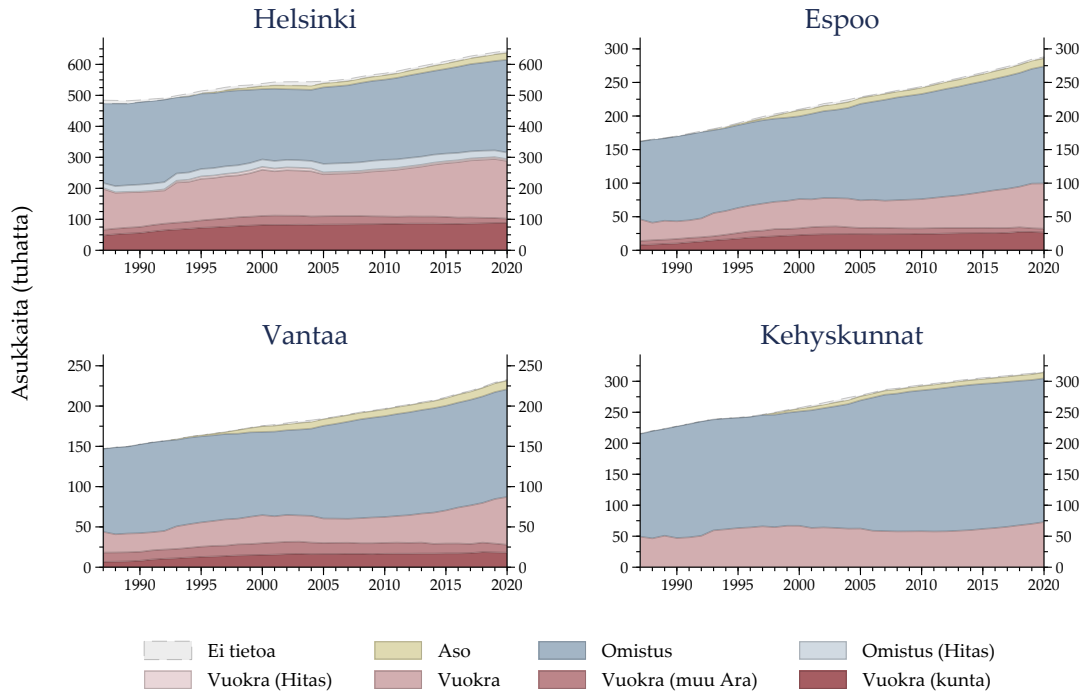 Helsinki
Espoo
0 100 200 300 400 500 600
0 100 200 300 400 500 600
0 50 100 150 200 250 300
0 50 100 150 200 250 300
1990 1995 2000 2005 2010 2015 2020
1990 1995 2000 2005 2010 2015 2020
Asukkaita (tuhatta)
Vantaa
Kehyskunnat
0 50 100 150 200 250
0 50 100 150 200 250
0 50 100 150 200 250 300
0 50 100 150 200 250 300
1990 1995 2000 2005 2010 2015 2020
1990 1995 2000 2005 2010 2015 2020
Ei tietoa Aso Omistus Omistus (Hitas)
Vuokra (Hitas) Vuokra Vuokra (muu Ara) Vuokra (kunta)